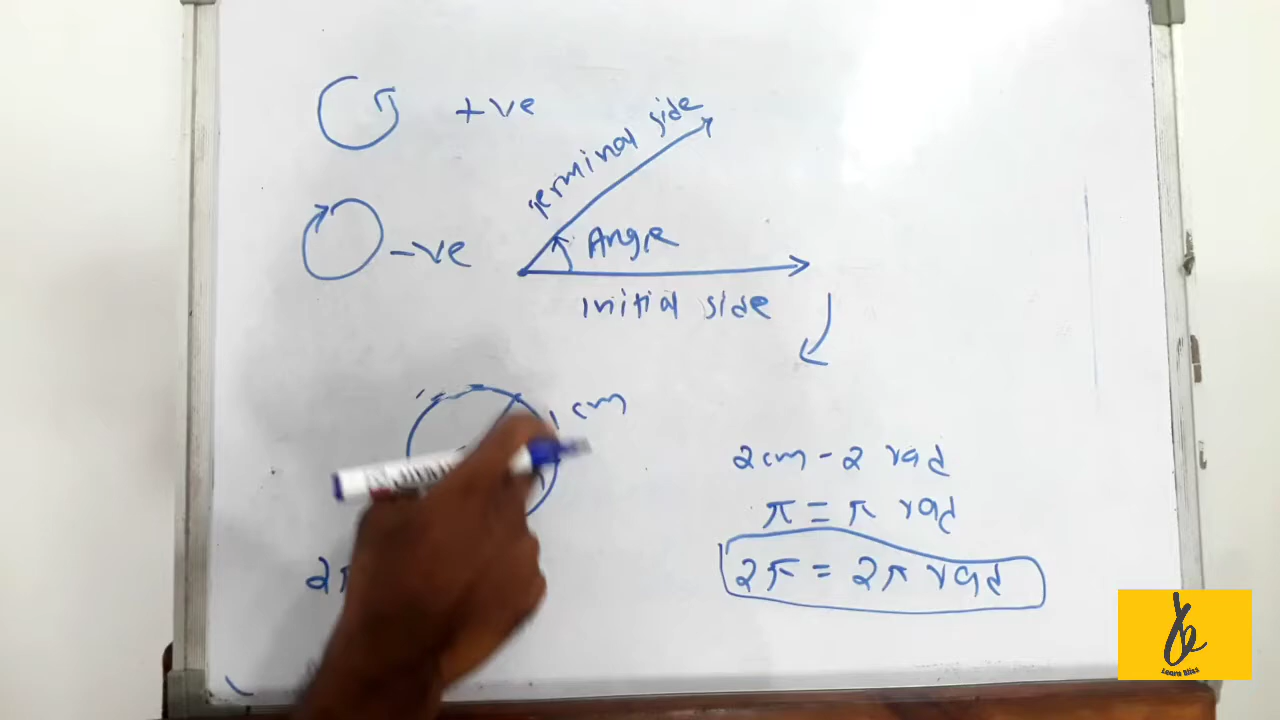 +ve
terminal side
-ve
Angle
initial side
1 cm
2cm - 2 rad
π = π rad
2π = 2π rad
Learn Bliss